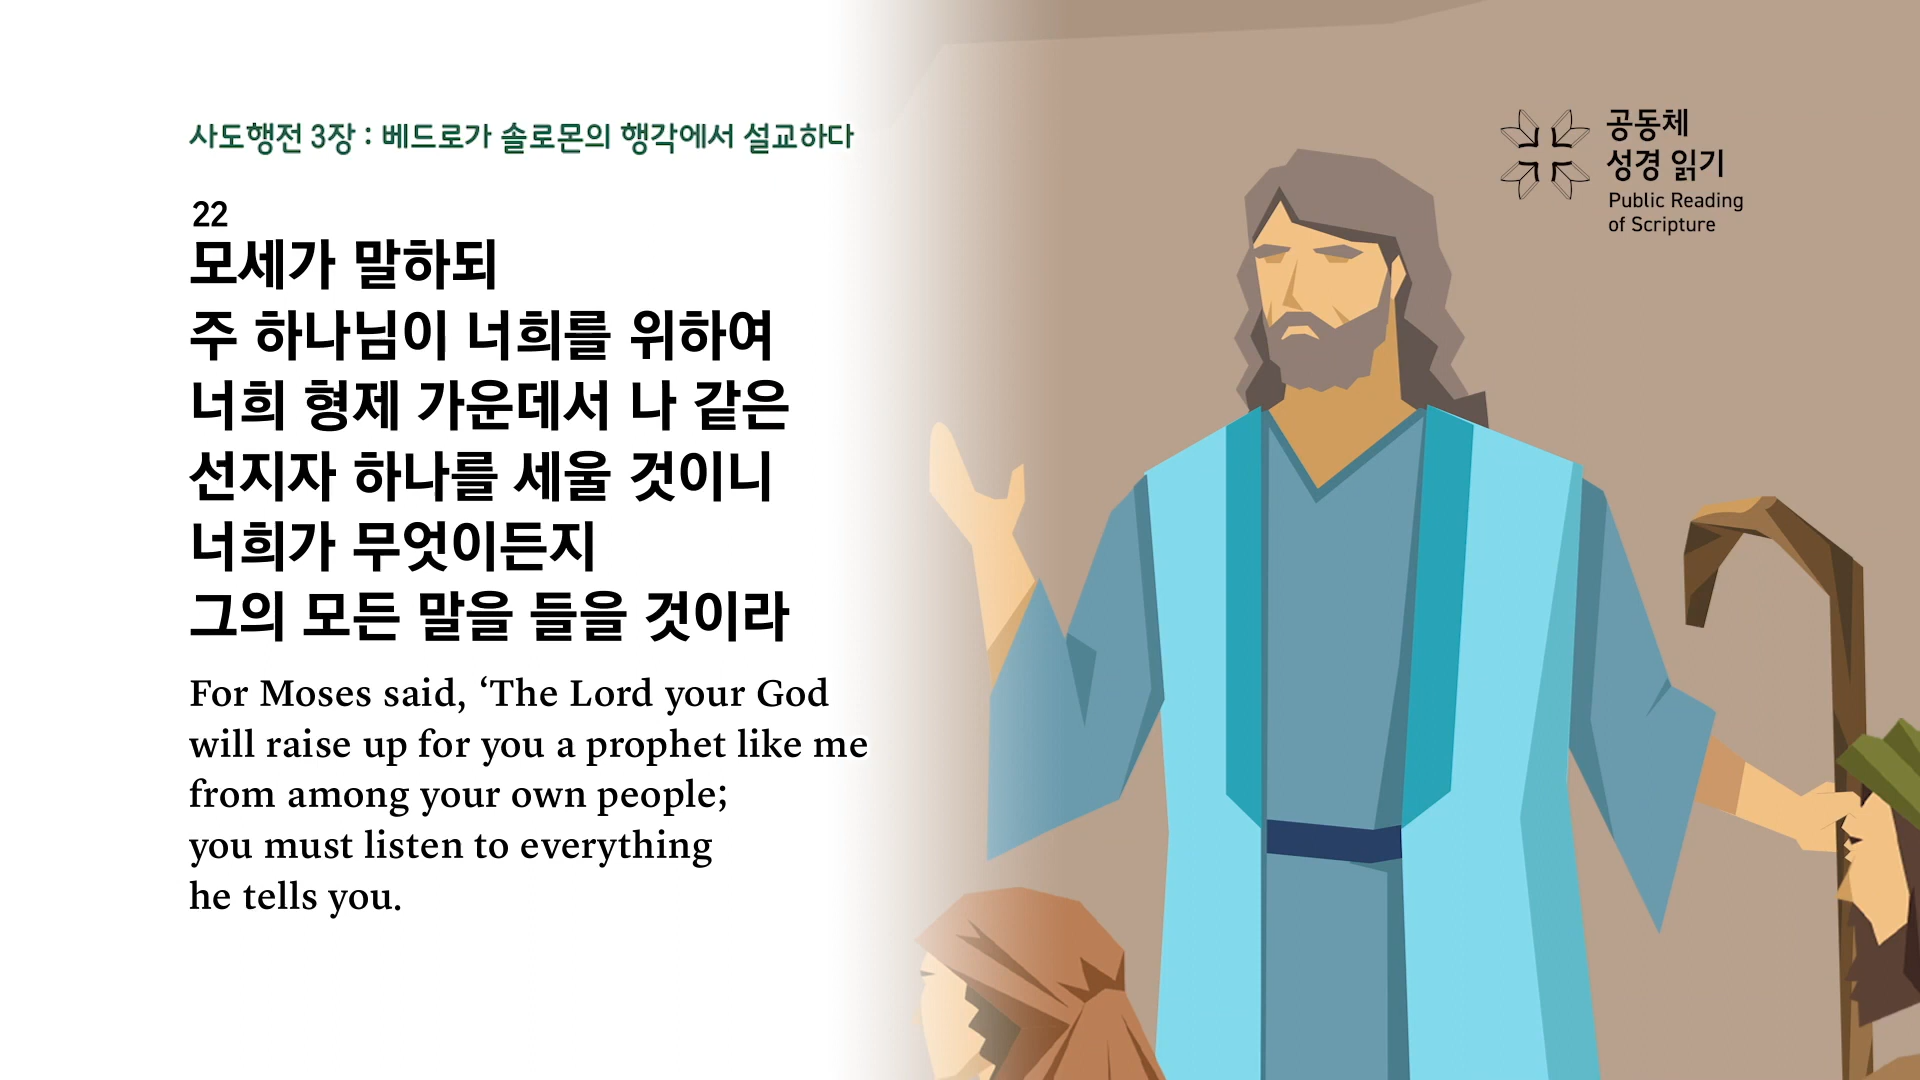 사도행전 3장 : 베드로가 솔로몬의 행각에서 설교하다
22
모세가 말하되
주 하나님이 너희를 위하여
너희 형제 가운데서 나 같은
선지자 하나를 세울 것이니
너희가 무엇이든지
그의 모든 말을 들을 것이라
For Moses said, ‘The Lord your God
will raise up for you a prophet like me
from among your own people;
you must listen to everything
he tells you.
공동체
성경 읽기
Public Reading
of Scripture